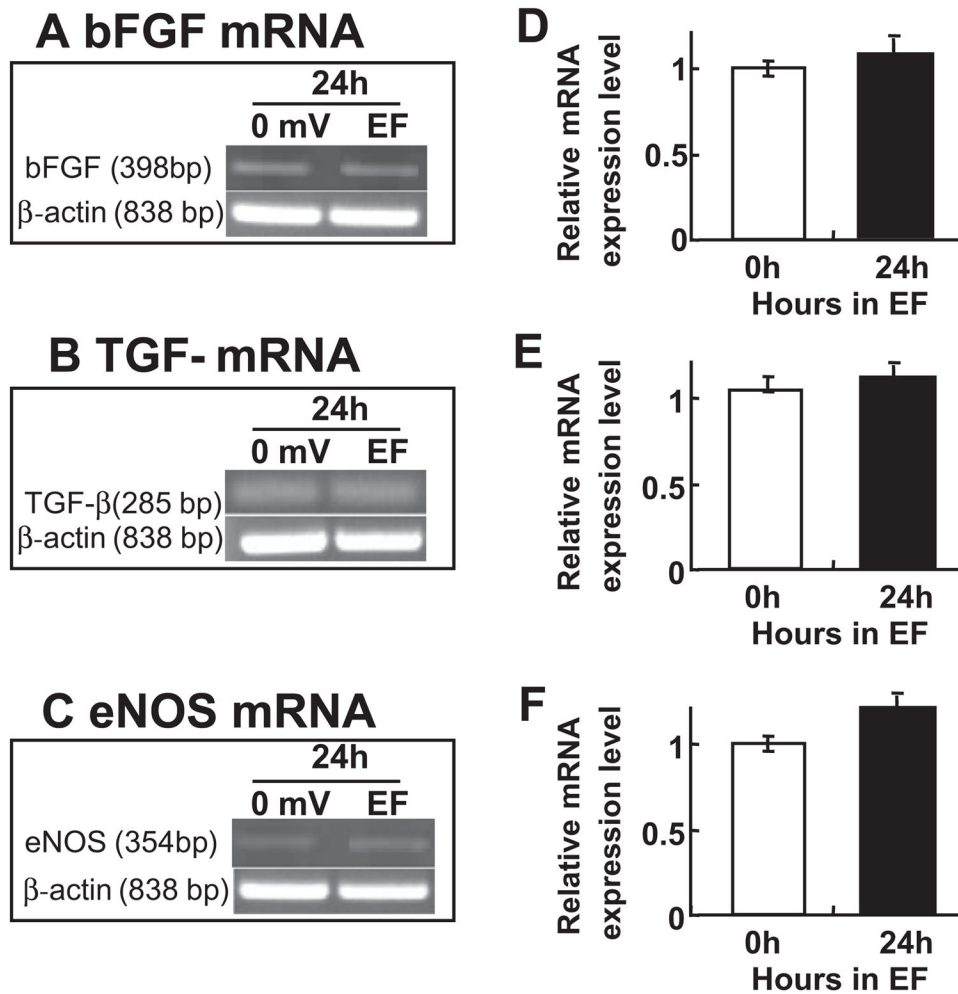 A bFGF mRNA
24h
0 mV EF
bFGF (398bp)
β-actin (838 bp)
D
Relative mRNA
expression level
1
0.5
0
0h 24h
Hours in EF
B TGF- mRNA
24h
0 mV EF
TGF-β(285 bp)
β-actin (838 bp)
E
Relative mRNA
expression level
1
0.5
0
0h 24h
Hours in EF
C eNOS mRNA
24h
0 mV EF
eNOS (354bp)
β-actin (838 bp)
F
Relative mRNA
expression level
1
0.5
0
0h 24h
Hours in EF